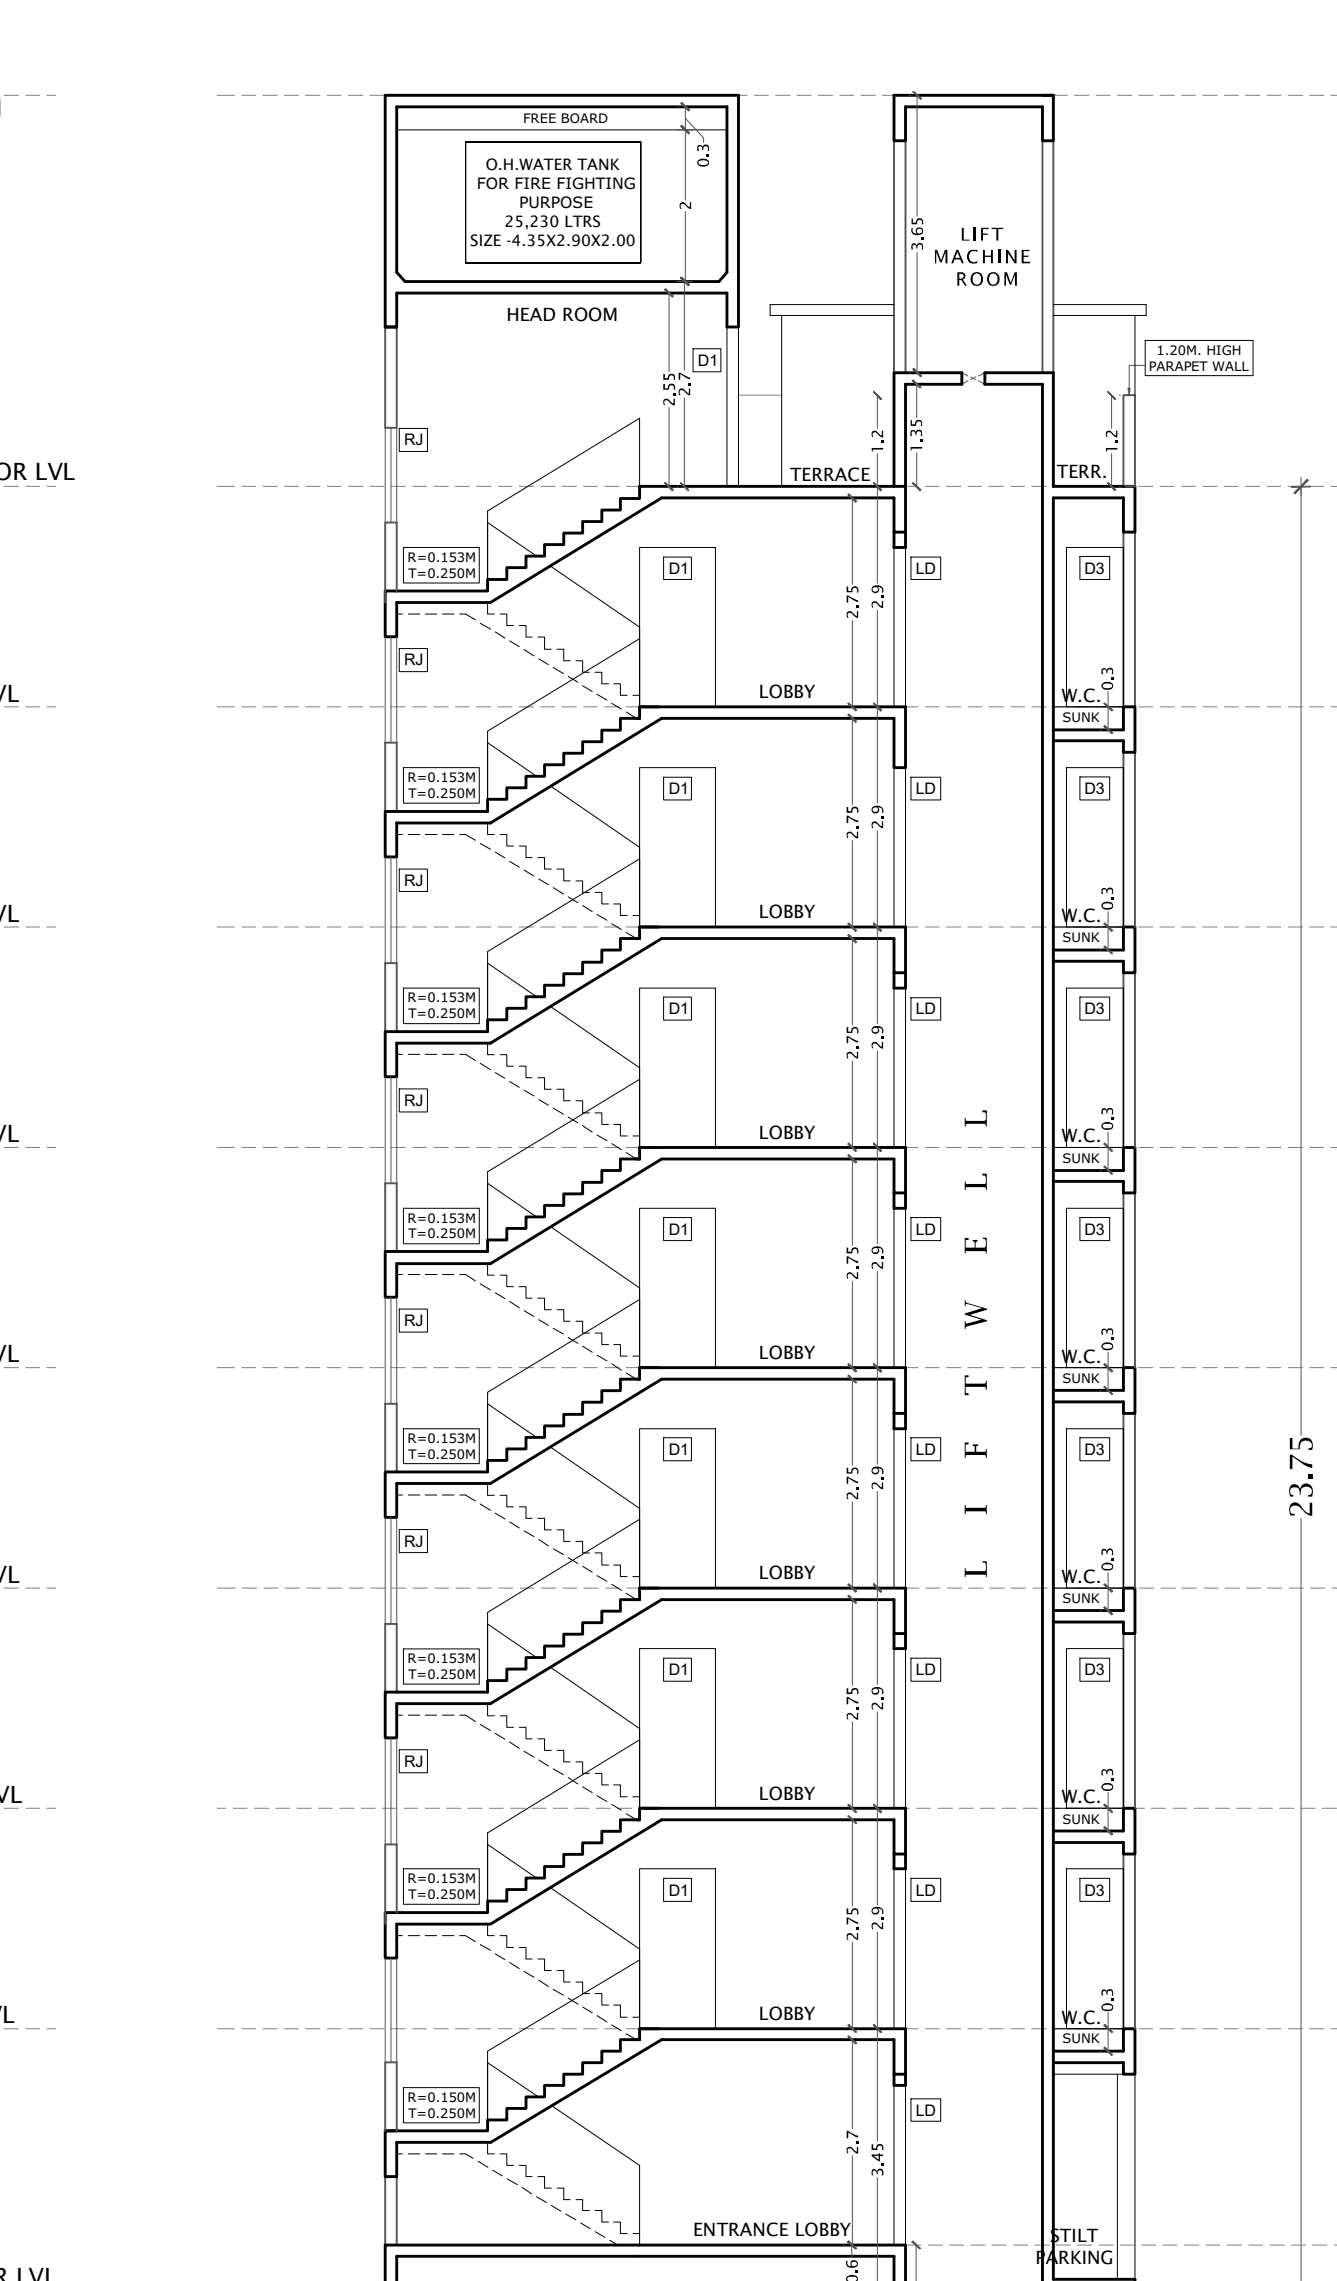 FREE BOARD
0.3
O.H.WATER TANK
FOR FIRE FIGHTING
PURPOSE
25,230 LTRS
SIZE -4.35X2.90X2.00
2
3.65
LIFT
MACHINE
ROOM
HEAD ROOM
D1
1.20M. HIGH
PARAPET WALL
2.55
2.7
RJ
1.2
1.35
1.2
OR LVL
TERRACE
TERR.
R=0.153M
T=0.250M
D1
LD
D3
2.75
2.9
RJ
VL
LOBBY
W.C.
0.3
SUNK
R=0.153M
T=0.250M
D1
LD
D3
2.75
2.9
RJ
VL
LOBBY
W.C.
0.3
SUNK
R=0.153M
T=0.250M
D1
LD
D3
2.75
2.9
RJ
VL
LOBBY
W.C.
0.3
SUNK
R=0.153M
T=0.250M
D1
LD
D3
2.75
2.9
LIFT WELL
RJ
VL
LOBBY
W.C.
0.3
SUNK
R=0.153M
T=0.250M
D1
LD
D3
2.75
2.9
23.75
RJ
VL
LOBBY
W.C.
0.3
SUNK
R=0.153M
T=0.250M
D1
LD
D3
2.75
2.9
RJ
VL
LOBBY
W.C.
0.3
SUNK
R=0.153M
T=0.250M
D1
LD
D3
2.75
2.9
VL
LOBBY
W.C.
0.3
SUNK
R=0.150M
T=0.250M
LD
2.7
3.45
ENTRANCE LOBBY
STILT
PARKING
0.6
R LVL